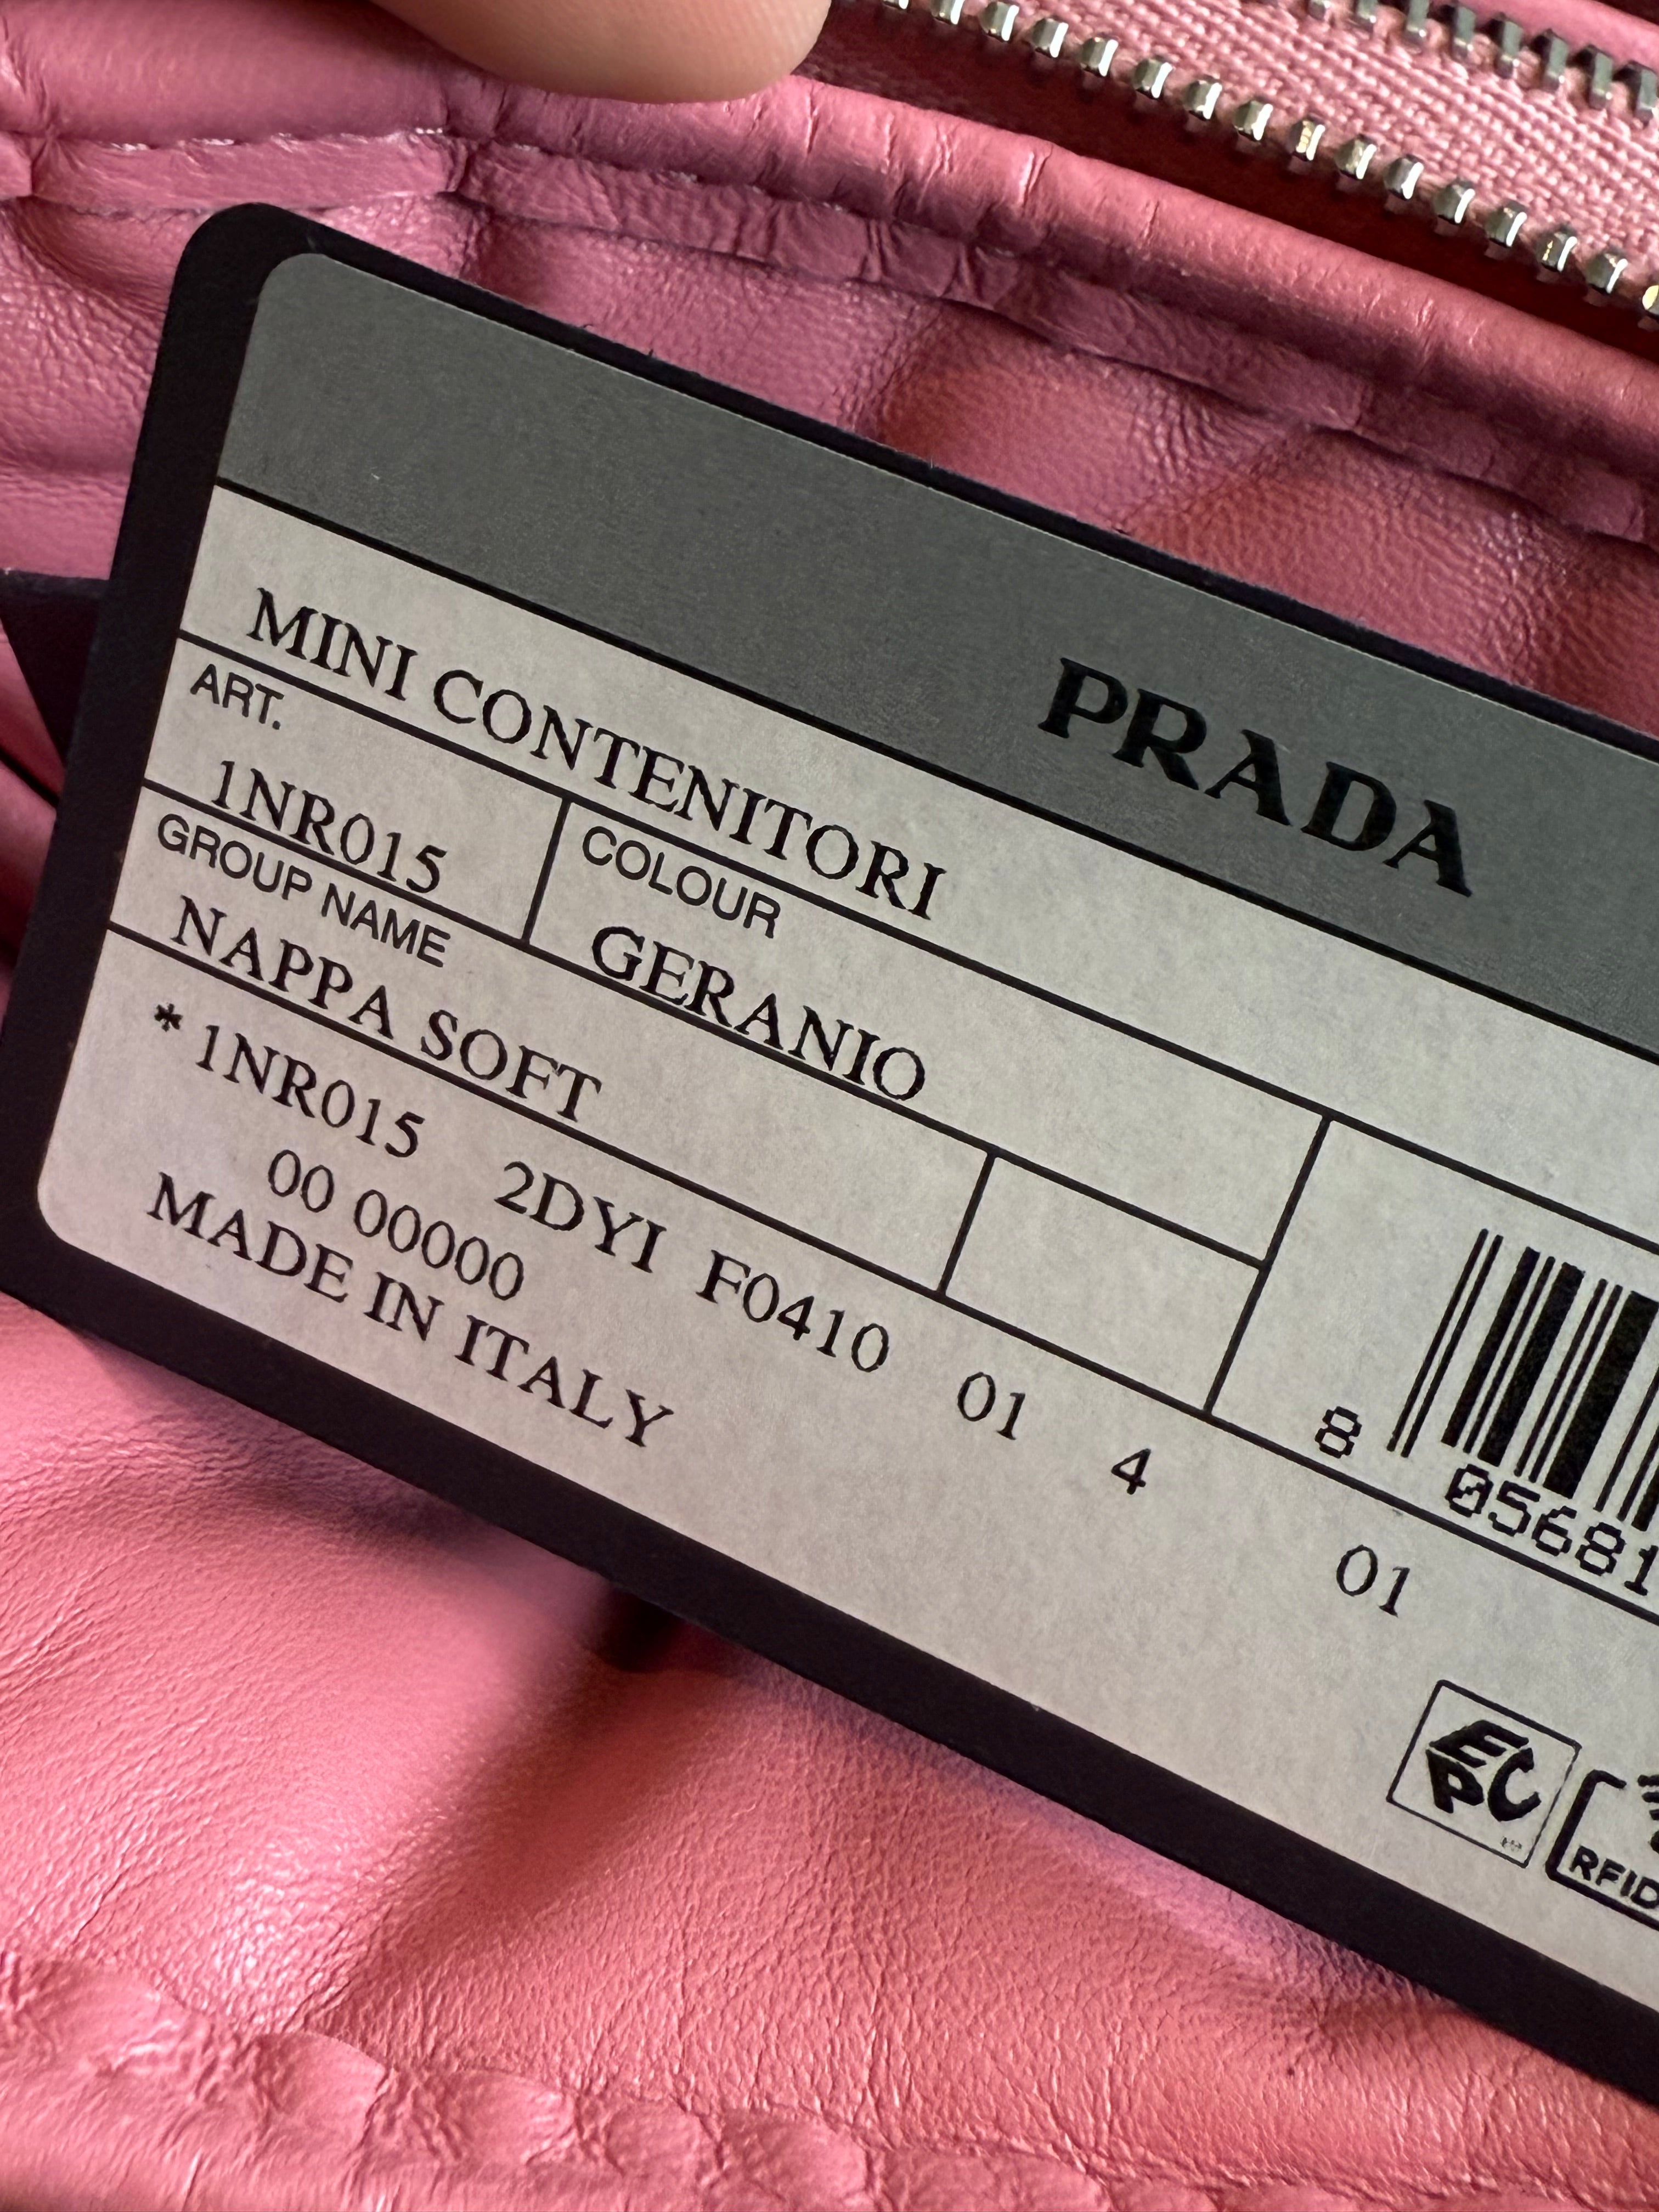 PRADA
MINI CONTENITORI
ART.
COLOUR
1NR015
GERANIO
GROUP NAME
NAPPA SOFT
* 1NR015 2DYI F0410 01 4 01
00 00000
MADE IN ITALY
8 05681
EPC
RFID